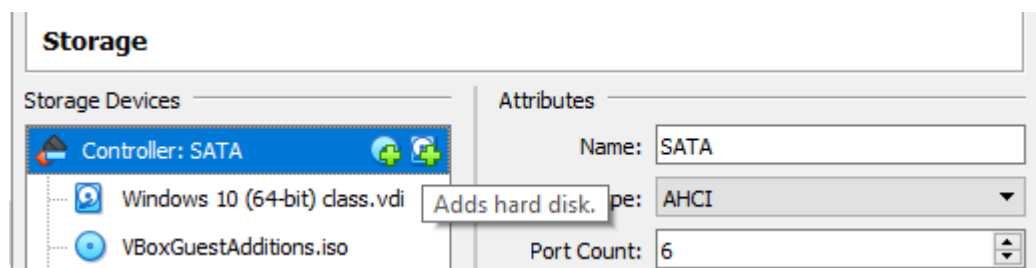 Storage
Storage Devices
Attributes
Controller: SATA
Name: SATA
Windows 10 (64-bit) class.vdi
Adds hard disk.
pe: AHCI
VBoxGuestAdditions.iso
Port Count: 6